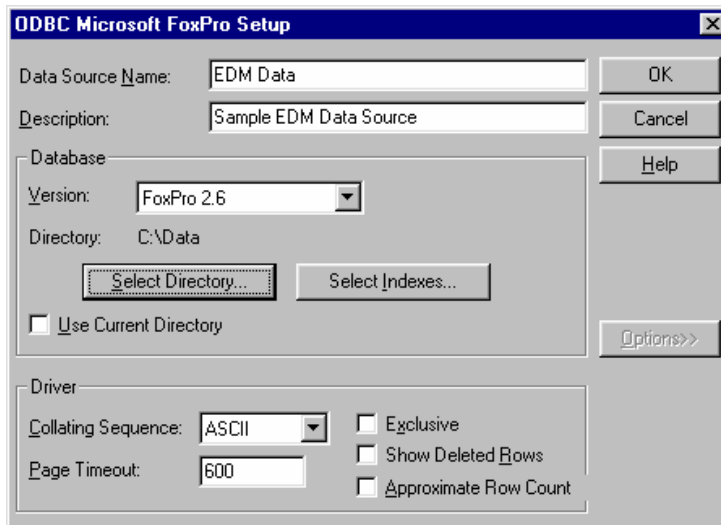 ODBC Microsoft FoxPro Setup
Data Source Name: EDM Data OK
Description: Sample EDM Data Source Cancel
Database Help
Version: FoxPro 2.6
Directory: C:\Data
Select Directory... Select Indexes...
Use Current Directory
Options>>
Driver
Collating Sequence: ASCII Exclusive
Show Deleted Rows
Page Timeout: 600
Approximate Row Count